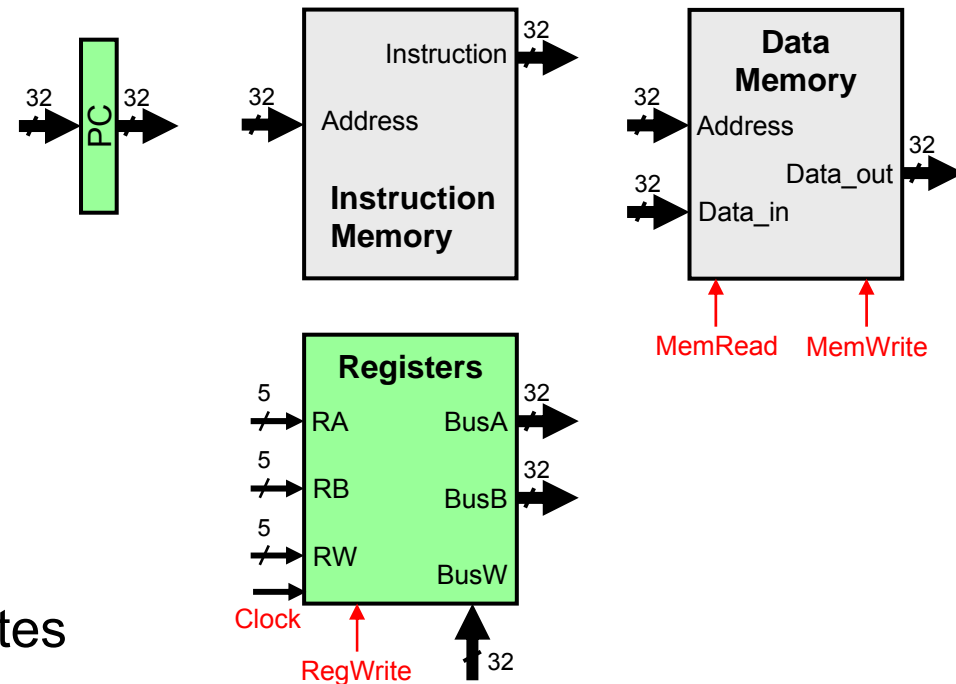 32
32
PC
32
Instruction
32
Address
Instruction
Memory
Data
Memory
32
Address
32
Data_in
32
Data_out
MemRead
MemWrite
Registers
5
RA
5
RB
5
RW
32
BusA
32
BusB
BusW
Clock
RegWrite
32
tes